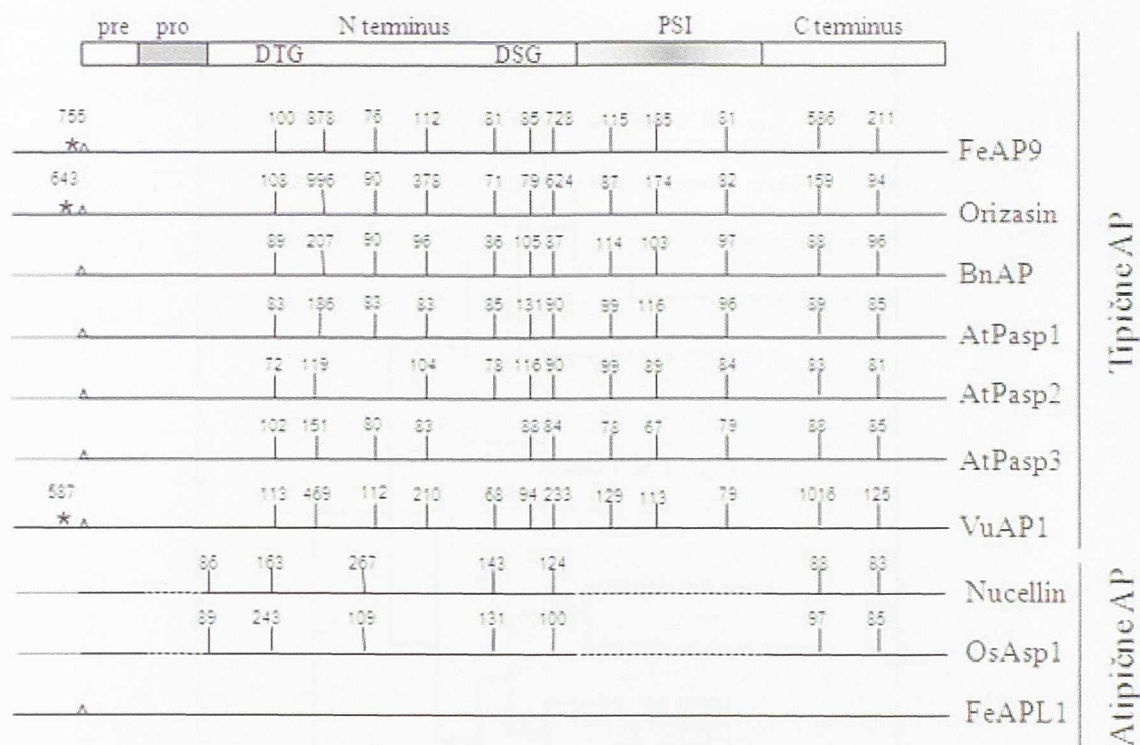 pre pro N terminus PSI C terminus
DTG DSG
755 100 878 76 112 81 85 728 115 185 81 686 211
* ^ FeAP9
643 108 996 90 378 71 79 624 87 174 82 159 94
* ^ Orizasin
89 207 90 96 86 105 87 114 103 97 88 96
^ BnAP
83 186 83 83 85 131 90 99 116 96 89 85
^ AtPasp1
72 119 104 78 116 90 99 89 84 83 81
^ AtPasp2
102 151 80 83 88 84 78 67 79 88 85
^ AtPasp3
587 113 469 112 210 68 94 233 129 113 79 1016 125
* ^ VuAP1
Tipične AP
86 163 267 143 124 88 83
Nucellin
89 243 109 131 100 97 85
OsAsp1
^ FeAPL1
Atipične AP